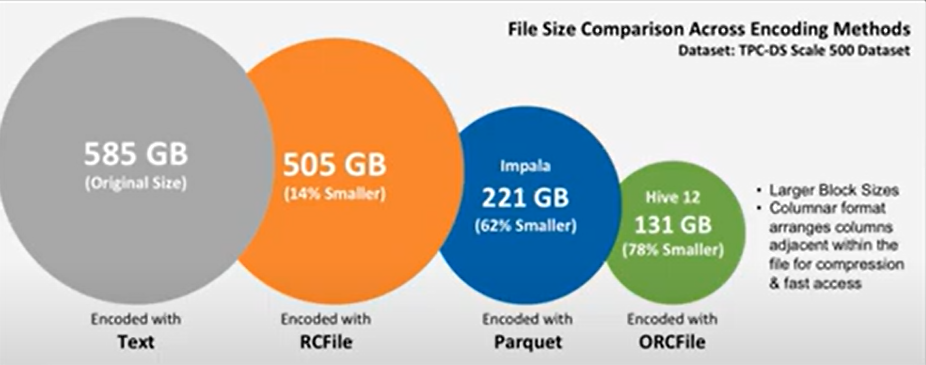 File Size Comparison Across Encoding Methods
Dataset: TPC-DS Scale 500 Dataset
585 GB
(Original Size)
505 GB
(14% Smaller)
Impala
221 GB
(62% Smaller)
Hive 12
131 GB
(78% Smaller)
• Larger Block Sizes
• Columnar format
arranges columns
adjacent within the
file for compression
& fast access
Encoded with
Text
Encoded with
RCFile
Encoded with
Parquet
Encoded with
ORCFile